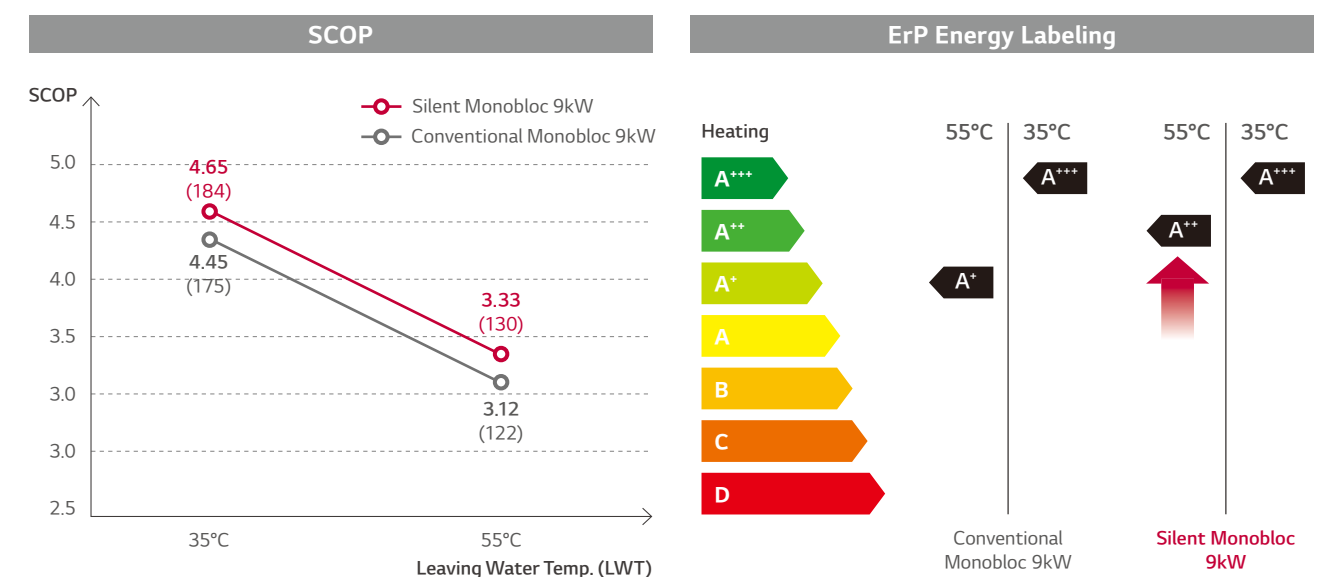 SCOP
SCOP
Silent Monobloc 9kW
Conventional Monobloc 9kW
5.0
4.5
4.0
3.5
3.0
3.0
2.5
4.65
(184)
4.45
(175)
3.33
(130)
3.12
(122)
35°C
55°C
Leaving Water Temp. (LWT)
ErP Energy Labeling
Heating
55°C
35°C
55°C
35°C
A+++
A+++
A+++
A++
A++
A+
A+
A
B
C
D
Conventional
Monobloc 9kW
Silent Monobloc
9kW